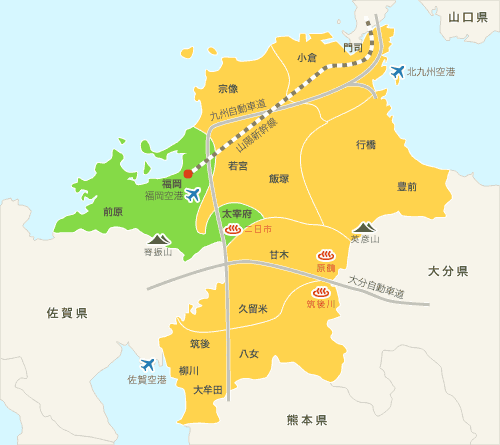 山口県
門司
小倉
北九州空港
宗像
九州自動車道
山陽新幹線
行橋
若宮
飯塚
福岡
福岡空港
豊前
前原
太宰府
二日市
脊振山
英彦山
甘木
原鶴
大分県
大分自動車道
筑後川
久留米
佐賀県
筑後
八女
柳川
佐賀空港
大牟田
熊本県